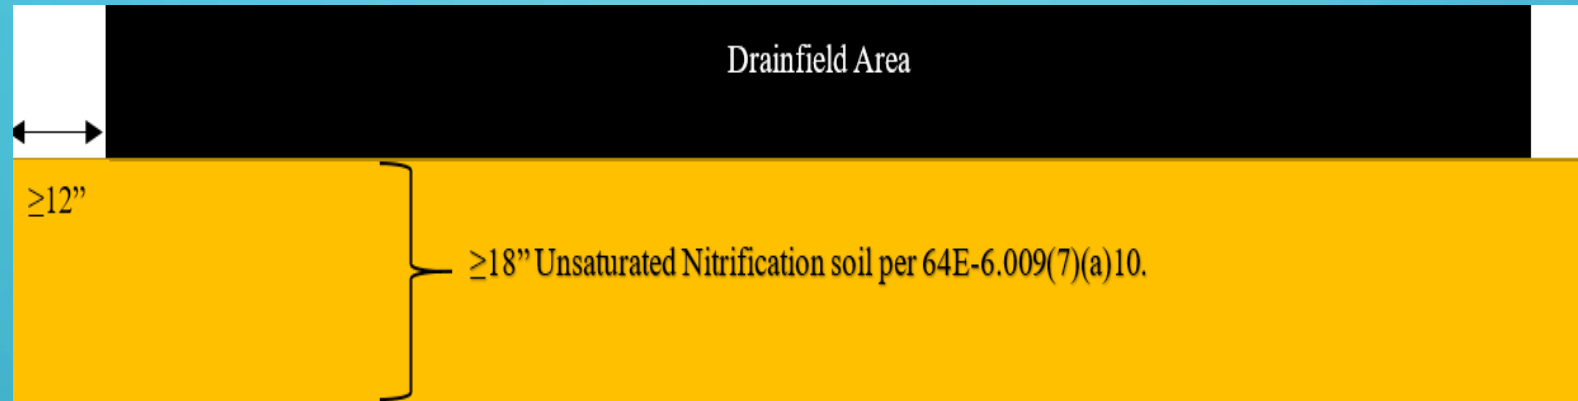 Drainfield Area
≥12”
≥18” Unsaturated Nitrification soil per 64E-6.009(7)(a)10.